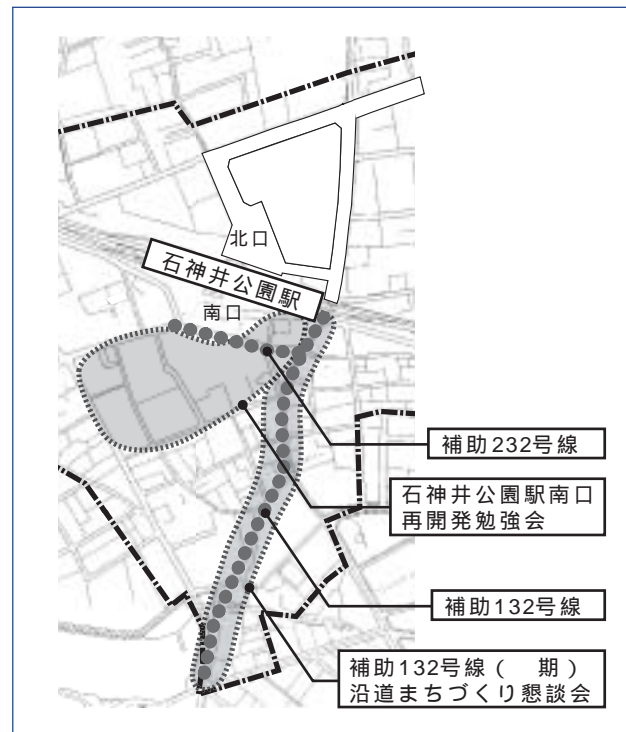 北口
石神井公園駅
南口
補助232号線
石神井公園駅南口
再開発勉強会
補助132号線
補助132号線（　期）
沿道まちづくり懇談会